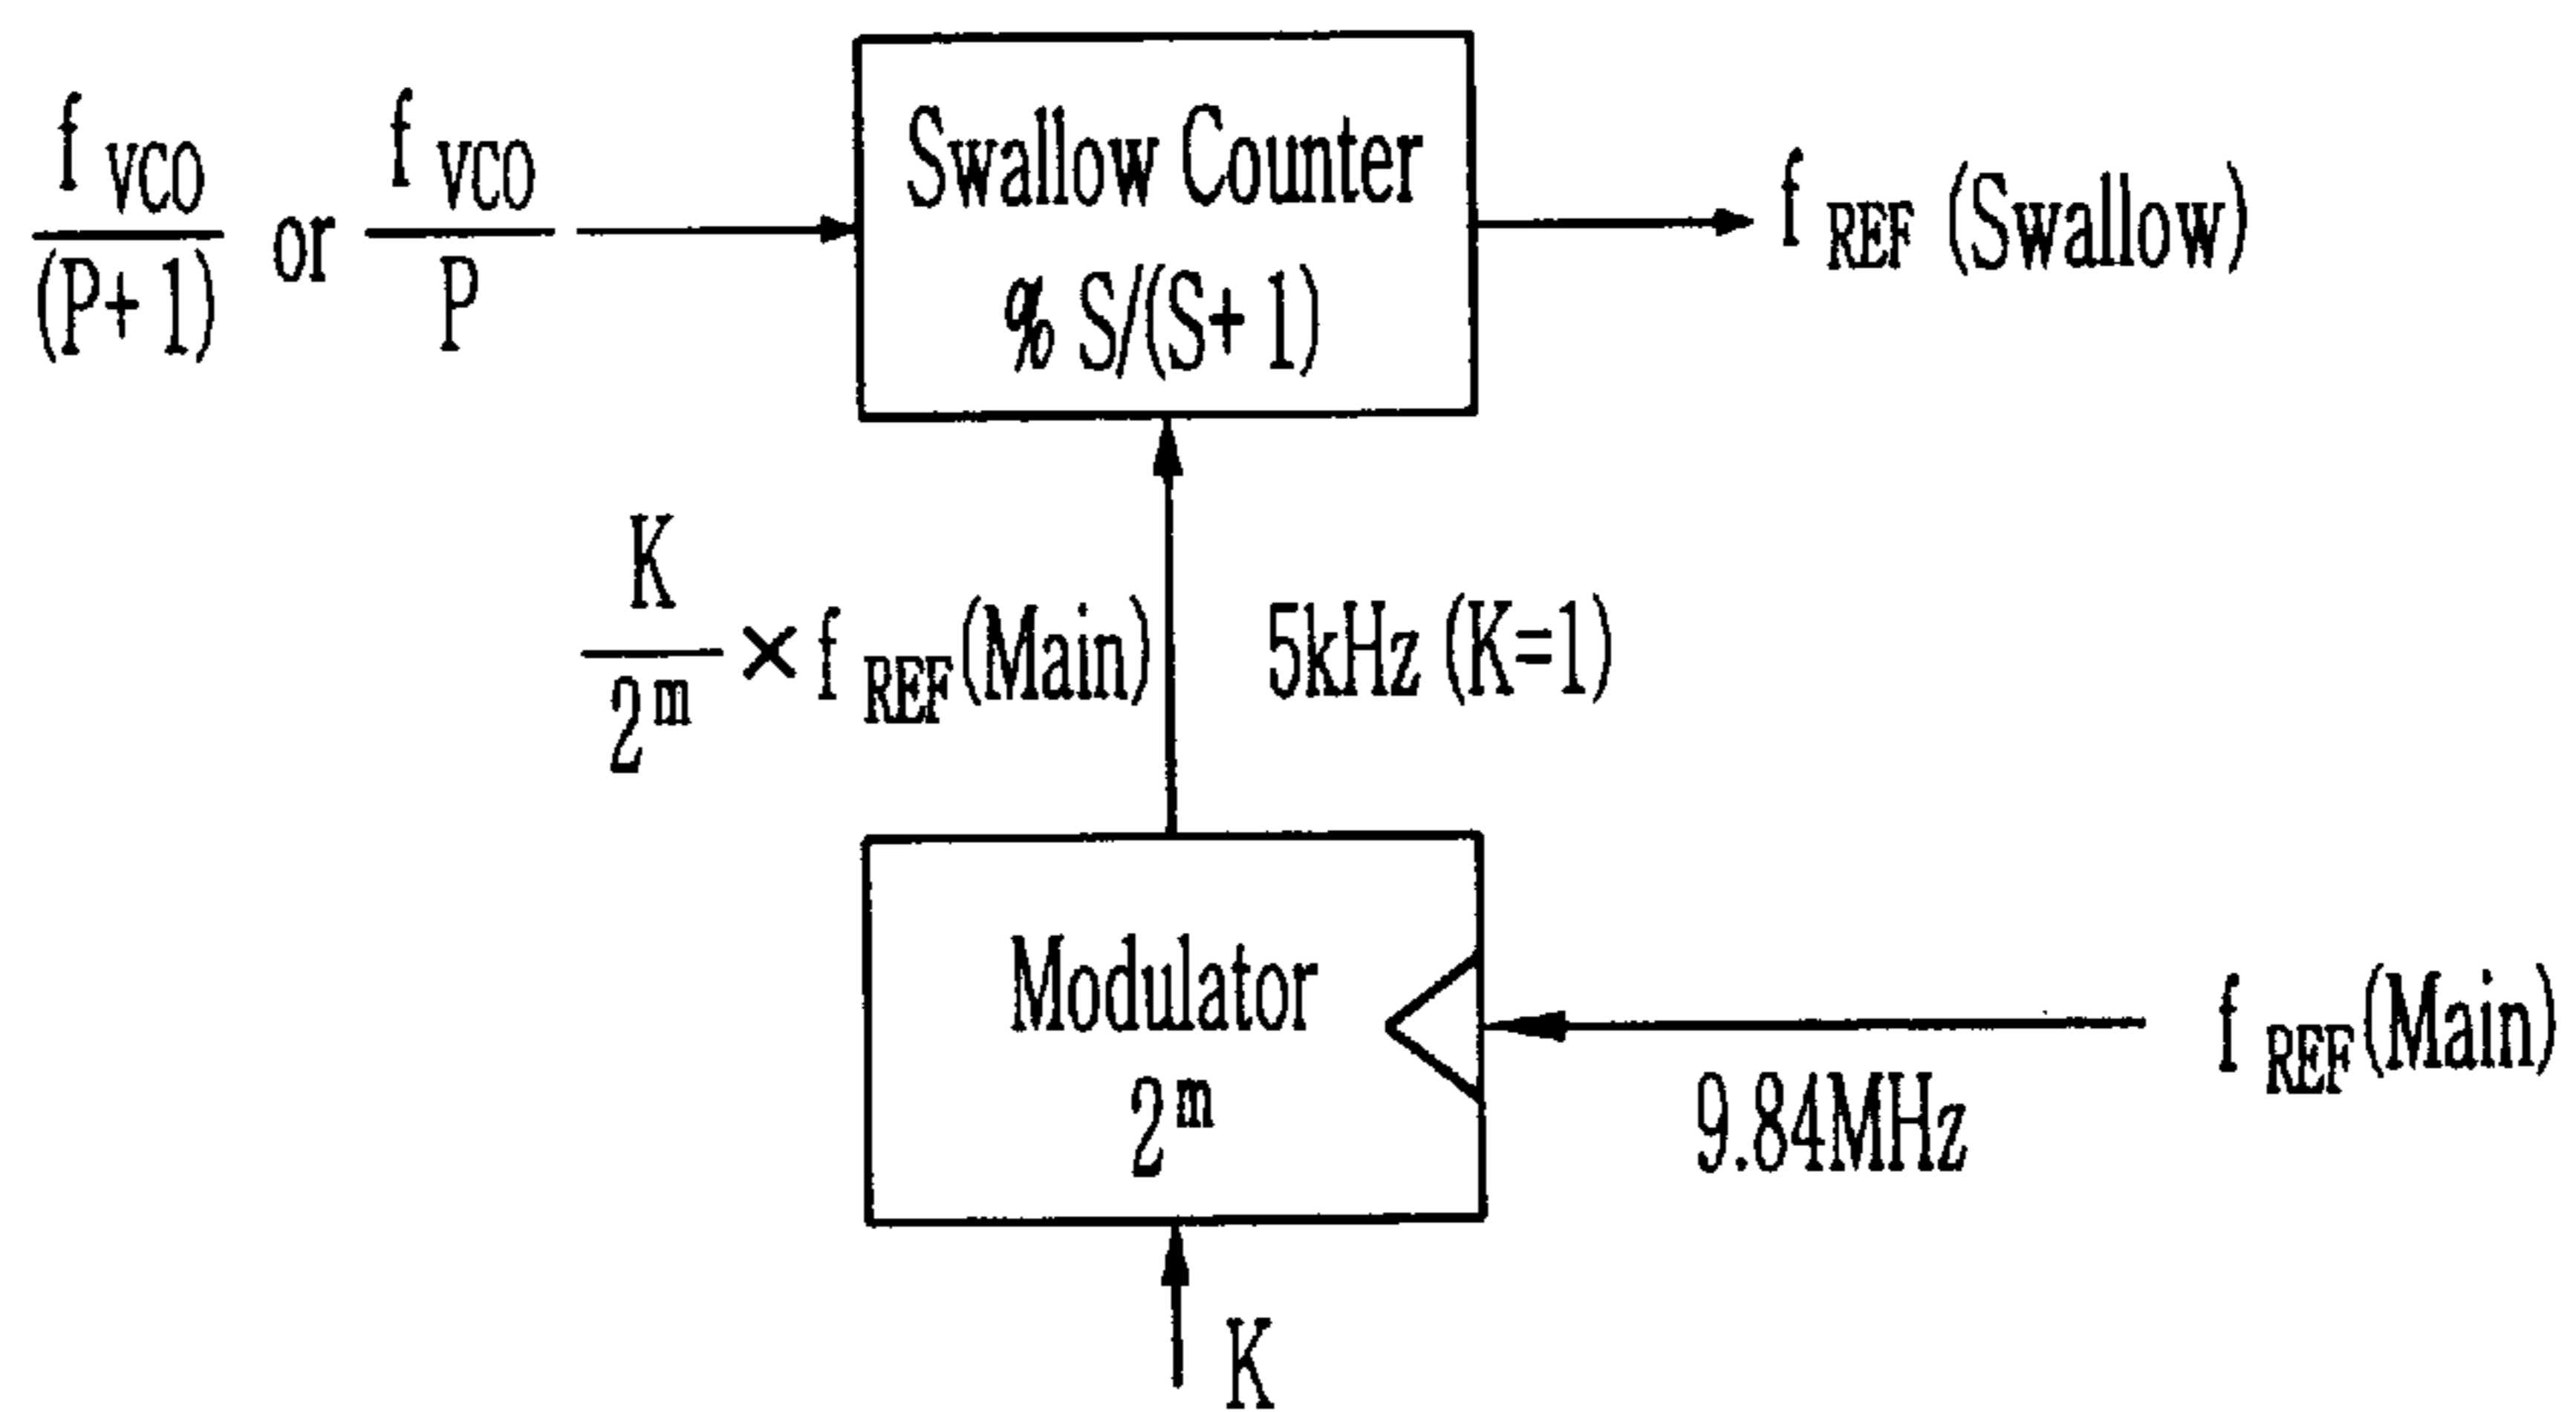 f VCO / (P+1) or f VCO / P
Swallow Counter
% S/(S+1)
f REF (Swallow)
K / 2^m × f REF (Main)
5kHz (K=1)
Modulator
2^m
9.84MHz
f REF (Main)
K